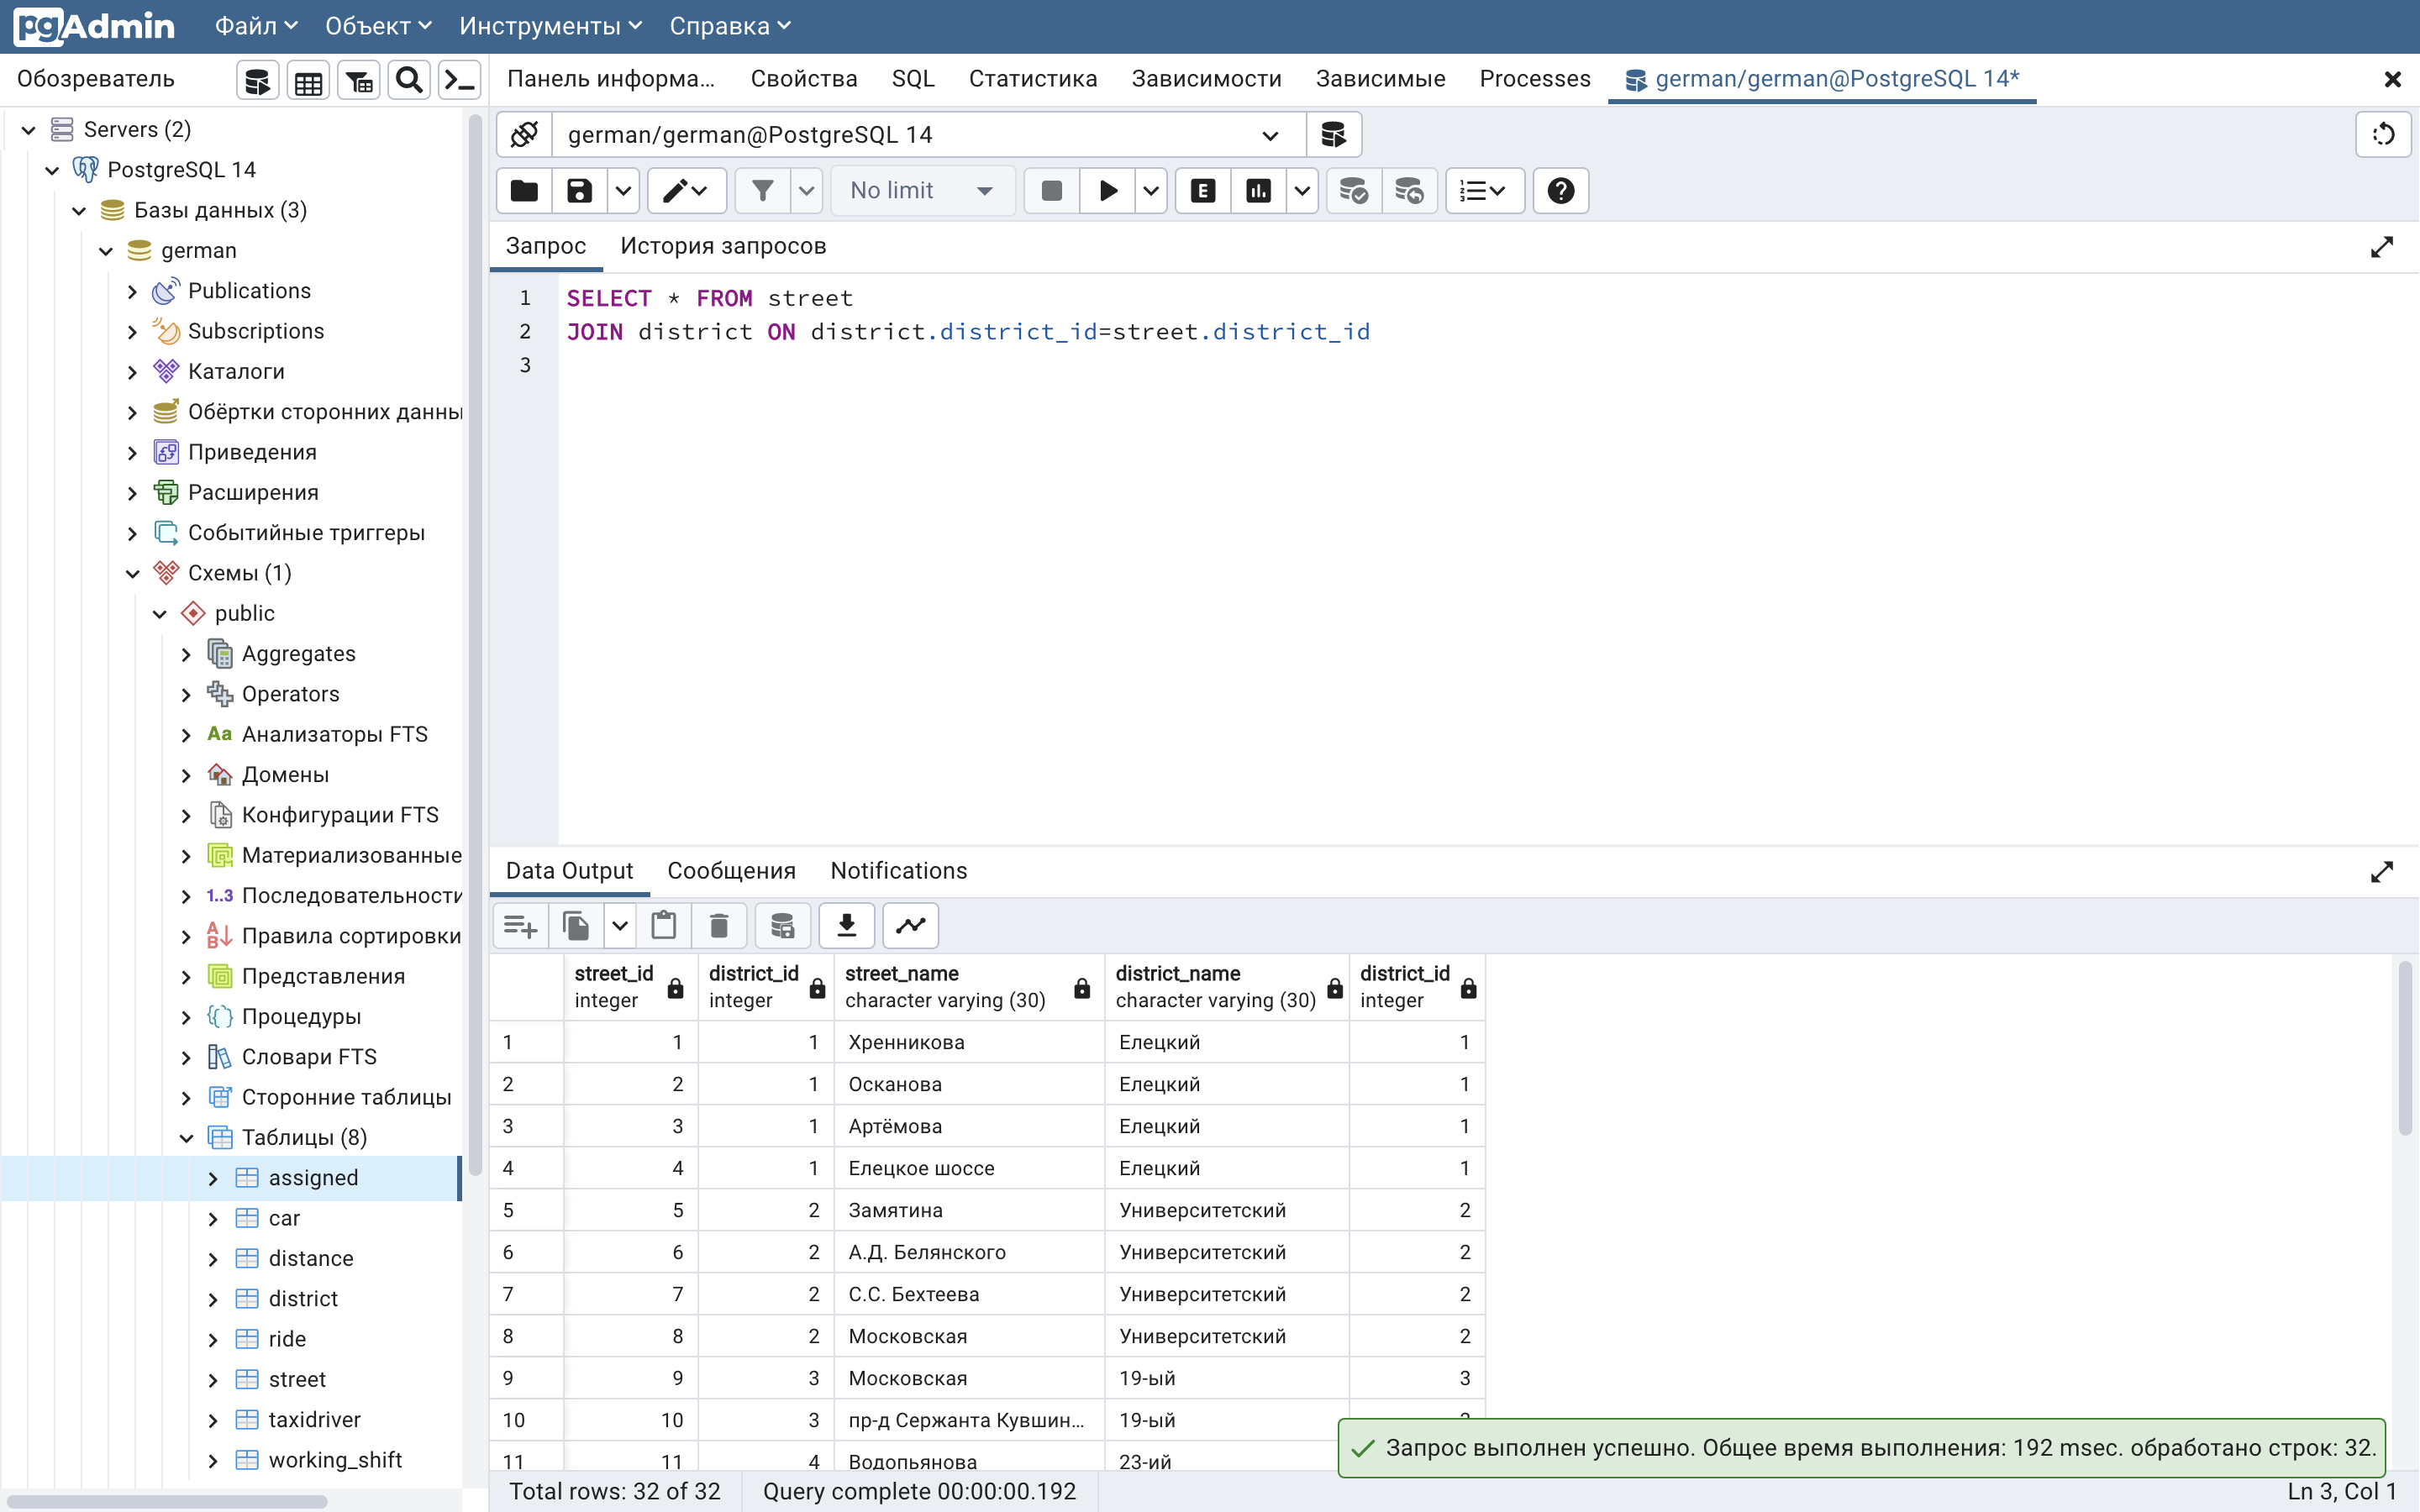 pgAdmin Файл Объект Инструменты Справка
Обозреватель
Панель информа... Свойства SQL Статистика Зависимости Зависимые Processes german/german@PostgreSQL 14*
Servers (2)
PostgreSQL 14
Базы данных (3)
german
Publications
Subscriptions
Каталоги
Обёртки сторонних данны
Приведения
Расширения
Событийные триггеры
Схемы (1)
public
Aggregates
Operators
Aa Анализаторы FTS
Домены
Конфигурации FTS
Материализованные
1..3 Последовательности
Правила сортировки
Представления
Процедуры
Словари FTS
Сторонние таблицы
Таблицы (8)
assigned
car
distance
district
ride
street
taxidriver
working_shift
german/german@PostgreSQL 14
No limit E
Запрос История запросов
1 SELECT * FROM street
2 JOIN district ON district.district_id=street.district_id
3
Data Output Сообщения Notifications
street_id district_id street_name district_name district_id
integer integer character varying (30) character varying (30) integer
1 1 1 Хренникова Елецкий 1
2 2 1 Осканова Елецкий 1
3 3 1 Артёмова Елецкий 1
4 4 1 Елецкое шоссе Елецкий 1
5 5 2 Замятина Университетский 2
6 6 2 А.Д. Белянского Университетский 2
7 7 2 С.С. Бехтеева Университетский 2
8 8 2 Московская Университетский 2
9 9 3 Московская 19-ый 3
10 10 3 пр-д Сержанта Кувшин... 19-ый
11 11 4 Водопьянова 23-ий
Запрос выполнен успешно. Общее время выполнения: 192 msec. обработано строк: 32.
Total rows: 32 of 32 Query complete 00:00:00.192 Ln 3, Col 1